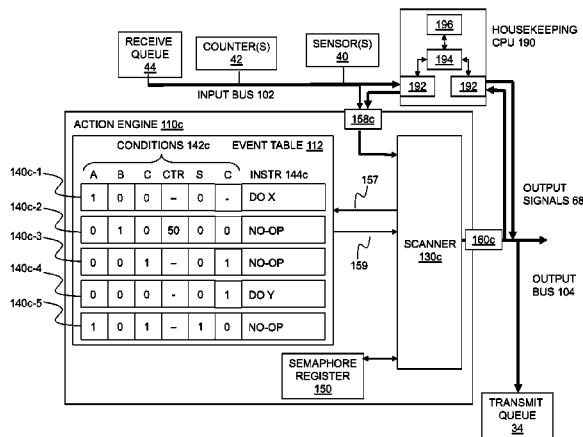 RECEIVE
QUEUE
44
COUNTER(S)
42
SENSOR(S)
40
196
194
192
192
HOUSEKEEPING
CPU 190
INPUT BUS 102
158c
ACTION ENGINE 110c
CONDITIONS 142c
EVENT TABLE 112
A B C CTR S C INSTR 144c
140c-1
1 0 0 – 0 - DO X
140c-2
0 1 0 50 0 0 NO-OP
140c-3
0 0 1 – 0 1 NO-OP
140c-4
0 0 0 - 0 1 DO Y
140c-5
1 0 1 – 1 0 NO-OP
157
159
SCANNER
130c
160c
OUTPUT
SIGNALS 68
OUTPUT
BUS 104
SEMAPHORE
REGISTER
150
TRANSMIT
QUEUE
34